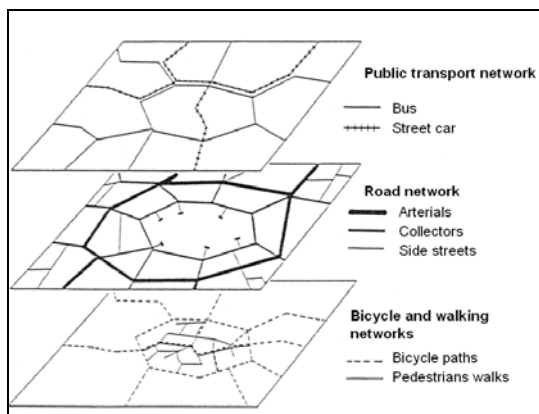 Public transport network
Bus
Street car
Road network
Arterials
Collectors
Side streets
Bicycle and walking
networks
Bicycle paths
Pedestrians walks